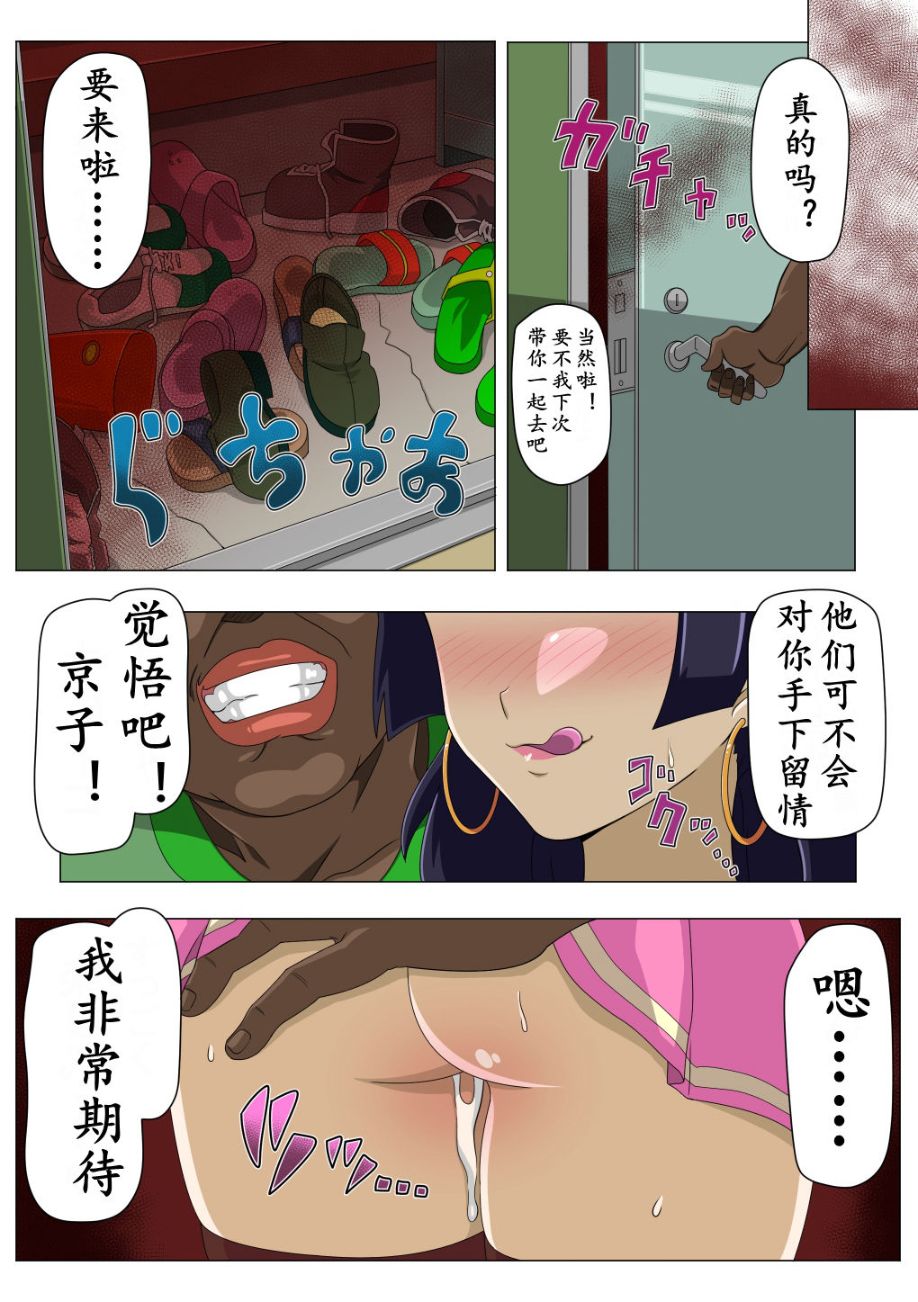 真的吗？
ガチャッ
当然啦！
要不我下次
带你一起去吧
要来啦……
ぐちゃあ
他们可不会
对你手下留情
ゴクッ…
觉悟吧！
京子！
嗯……
我非常期待